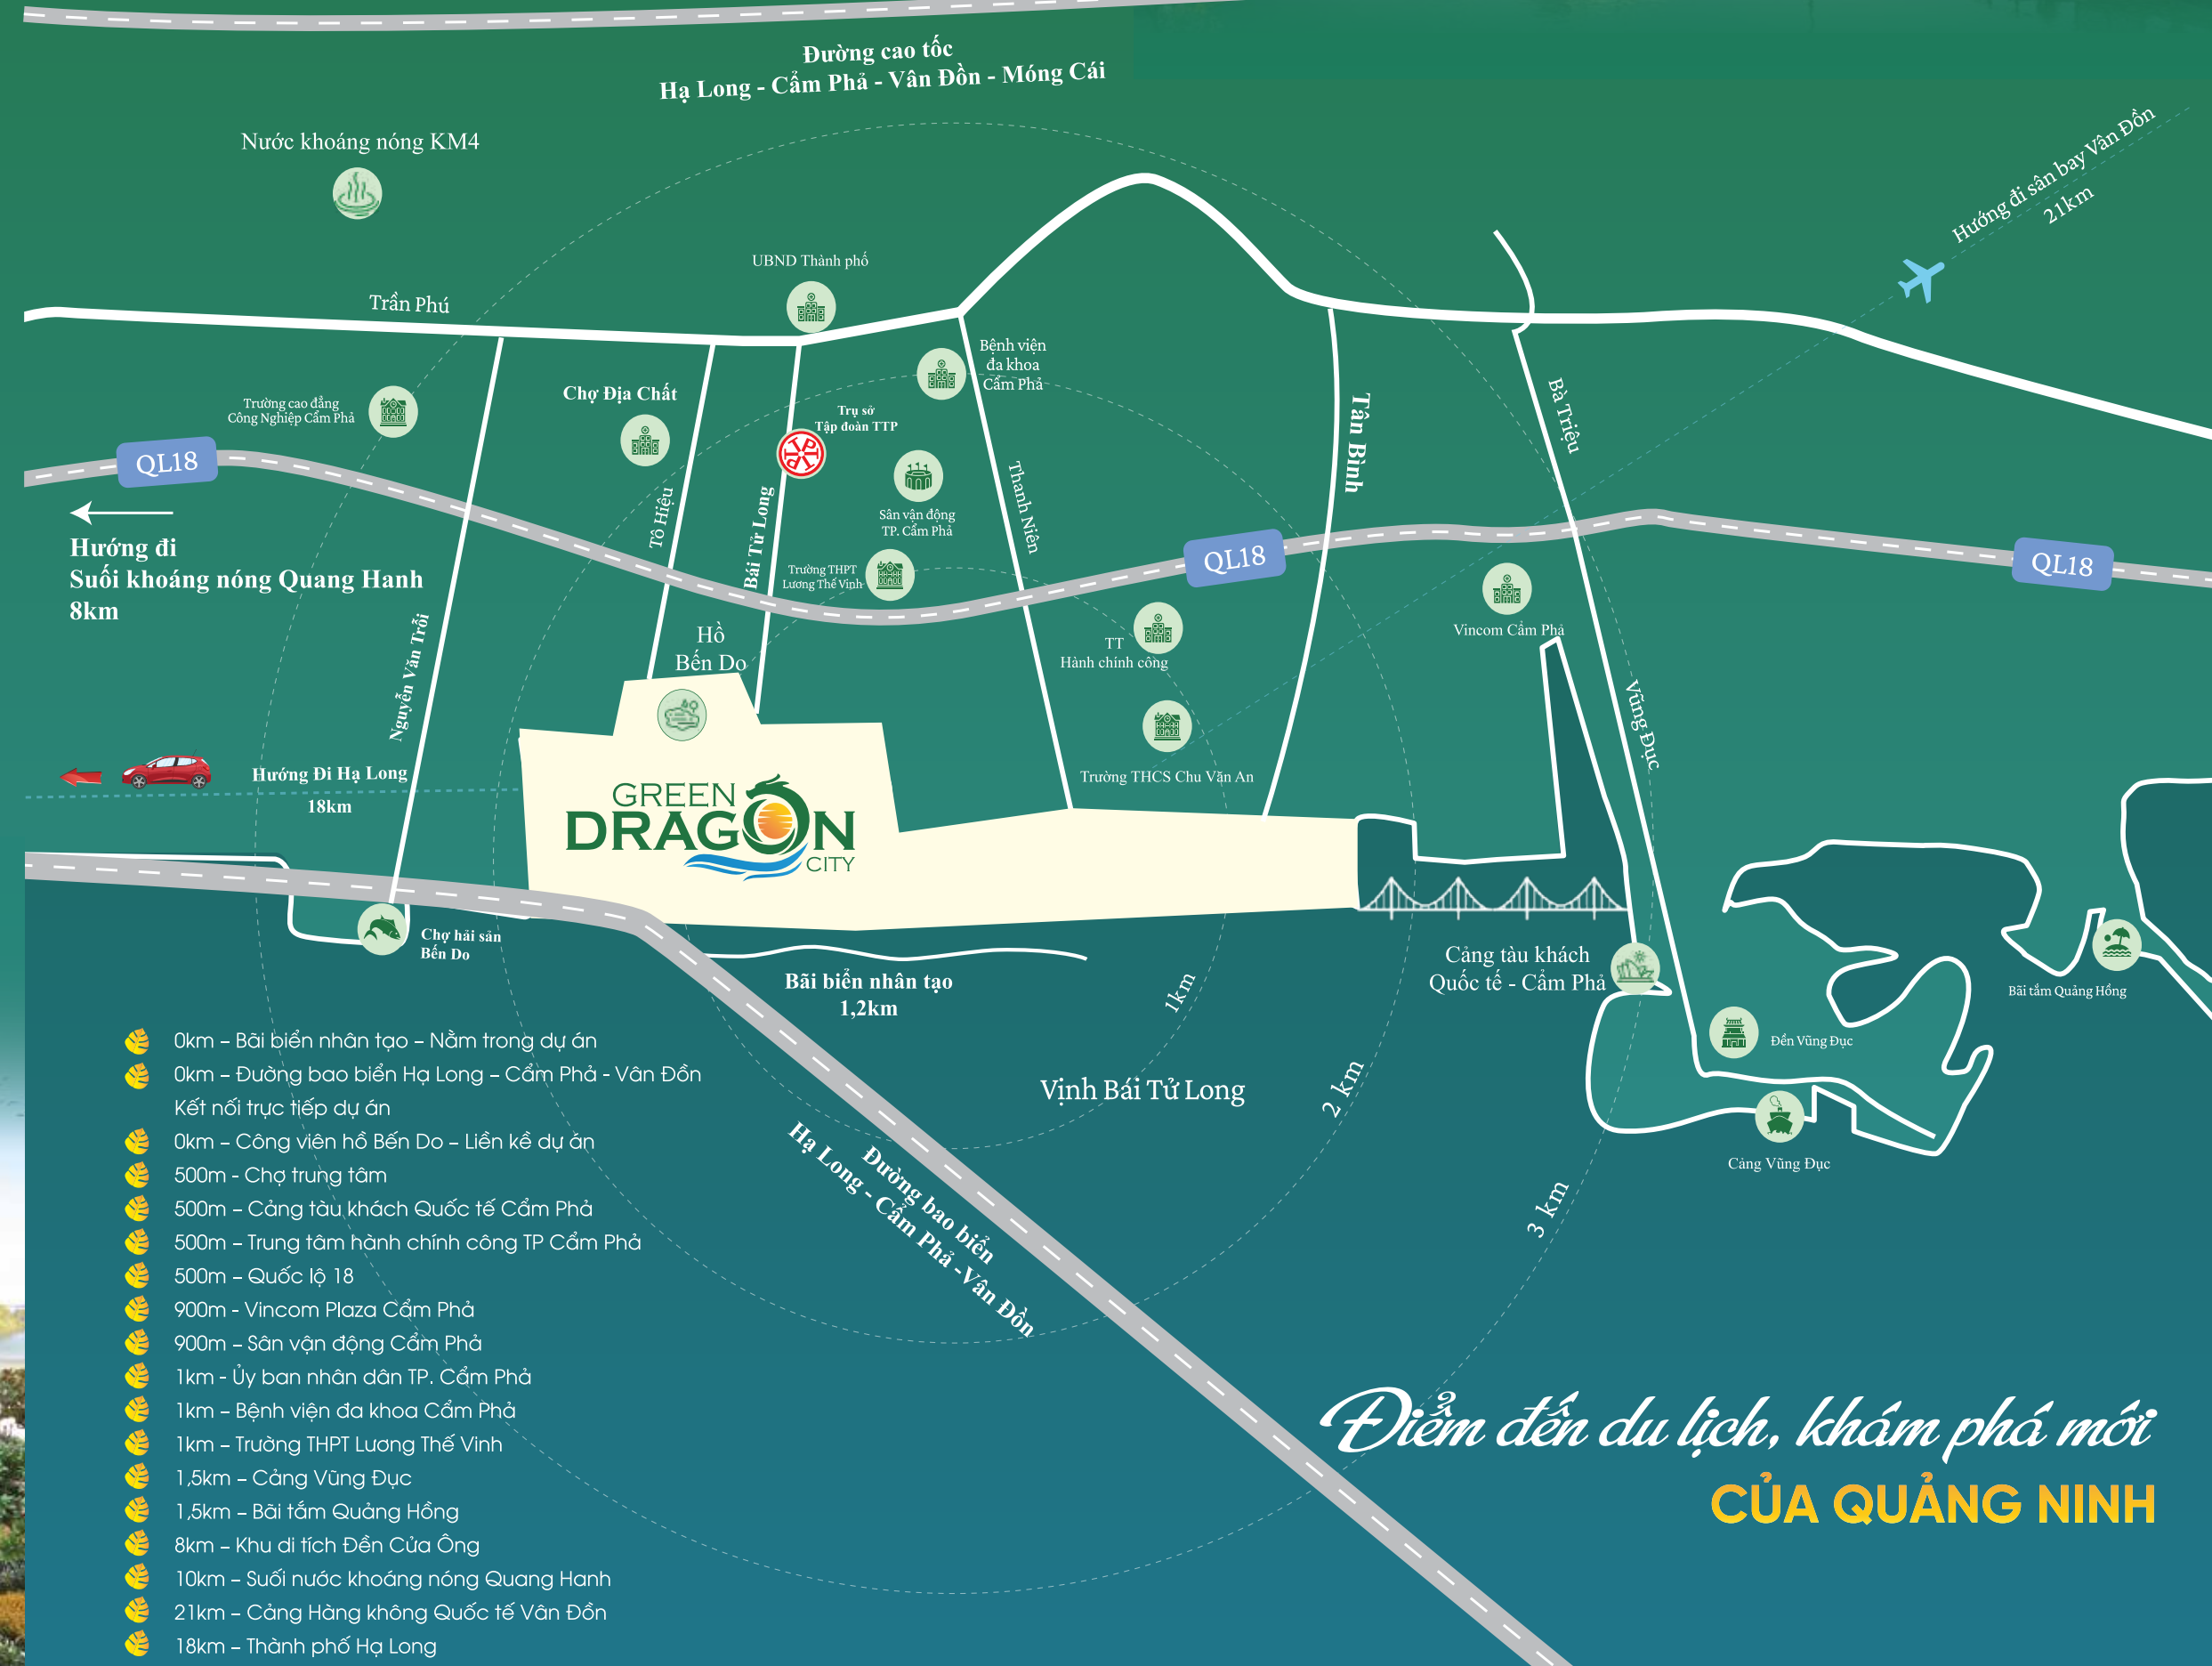 Đường cao tốc
Hạ Long - Cẩm Phả - Vân Đồn - Móng Cái
Nước khoáng nóng KM4
Hướng đi sân bay Vân Đồn
21km
UBND Thành phố
Trần Phú
Bệnh viện
đa khoa
Cẩm Phả
Chợ Địa Chất
Trường cao đẳng
Công Nghiệp Cẩm Phả
Trụ sở
Tập đoàn TTP
TTP
Tân Bình
Bà Triệu
QL18
Tô Hiệu
Bái Tử Long
Sân vận động
TP. Cẩm Phả
Thanh Niên
QL18
QL18
Hướng đi
Suối khoáng nóng Quang Hanh
8km
Trường THPT
Lương Thế Vinh
Vincom Cẩm Phả
Hồ
Bến Do
TT
Hành chính công
Nguyễn Văn Trỗi
Vũng Đục
Hướng Đi Hạ Long
18km
Trường THCS Chu Văn An
GREEN
DRAGON
CITY
Chợ hải sản
Bến Do
Bãi biển nhân tạo
1,2km
1km
Cảng tàu khách
Quốc tế - Cẩm Phả
Bãi tắm Quảng Hồng
Đền Vũng Đục
Vịnh Bái Tử Long
2 km
Cảng Vũng Đục
3 km
Đường bao biển
Hạ Long - Cẩm Phả -Vân Đồn
0km – Bãi biển nhân tạo – Nằm trong dự án
0km – Đường bao biển Hạ Long – Cẩm Phả - Vân Đồn
Kết nối trực tiếp dự án
0km – Công viên hồ Bến Do – Liền kề dự án
500m - Chợ trung tâm
500m – Cảng tàu khách Quốc tế Cẩm Phả
500m – Trung tâm hành chính công TP Cẩm Phả
500m – Quốc lộ 18
900m - Vincom Plaza Cẩm Phả
900m – Sân vận động Cẩm Phả
1km - Ủy ban nhân dân TP. Cẩm Phả
1km – Bệnh viện đa khoa Cẩm Phả
1km – Trường THPT Lương Thế Vinh
1,5km – Cảng Vũng Đục
1,5km – Bãi tắm Quảng Hồng
8km – Khu di tích Đền Cửa Ông
10km – Suối nước khoáng nóng Quang Hanh
21km – Cảng Hàng không Quốc tế Vân Đồn
18km – Thành phố Hạ Long
Điểm đến du lịch, khám phá mới
CỦA QUẢNG NINH